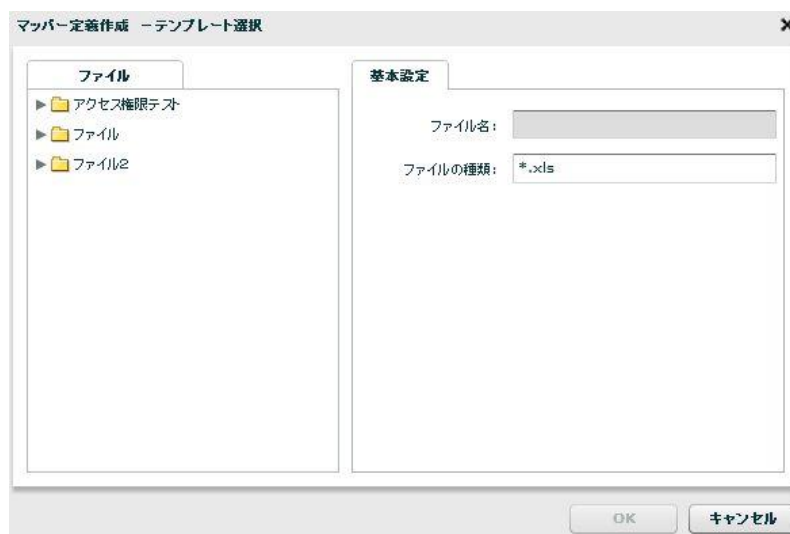 マッパー定義作成 －テンプレート選択
ファイル
アクセス権限テスト
ファイル
ファイル2
基本設定
ファイル名：
ファイルの種類： *.xls
OK
キャンセル